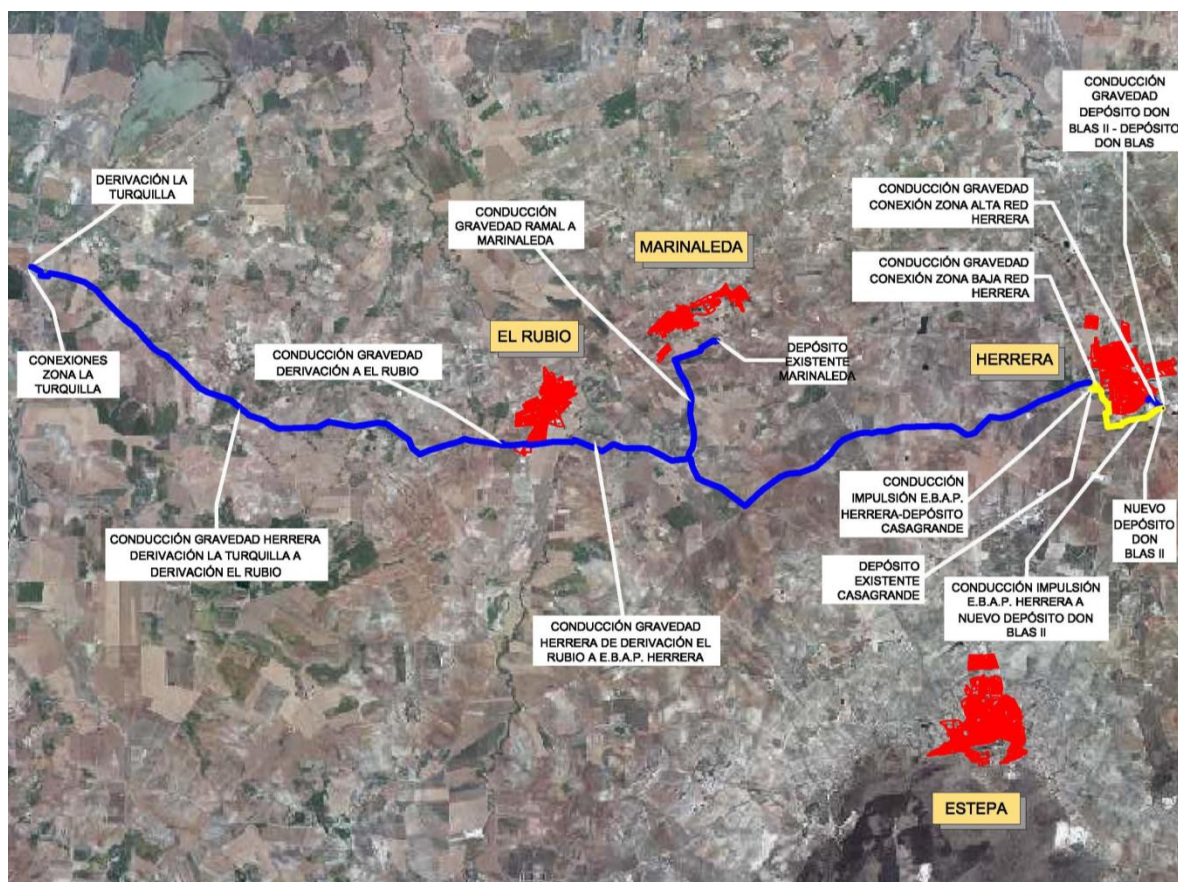 CONDUCCIÓN
GRAVEDAD
DEPÓSITO DON
BLAS II - DEPÓSITO
DON BLAS
DERIVACIÓN LA
TURQUILLA
CONDUCCIÓN
GRAVEDAD RAMAL A
MARINALEDA
CONDUCCIÓN GRAVEDAD
CONEXIÓN ZONA ALTA RED
HERRERA
MARINALEDA
CONDUCCIÓN GRAVEDAD
CONEXIÓN ZONA BAJA RED
HERRERA
EL RUBIO
CONEXIONES
ZONA LA
TURQUILLA
CONDUCCIÓN GRAVEDAD
DERIVACIÓN A EL RUBIO
DEPÓSITO
EXISTENTE
MARINALEDA
HERRERA
CONDUCCIÓN GRAVEDAD HERRERA
DERIVACIÓN LA TURQUILLA A
DERIVACIÓN EL RUBIO
CONDUCCIÓN
IMPULSIÓN E.B.A.P.
HERRERA-DEPÓSITO
CASAGRANDE
NUEVO
DEPÓSITO
DON
BLAS II
DEPÓSITO
EXISTENTE
CASAGRANDE
CONDUCCIÓN IMPULSIÓN
E.B.A.P. HERRERA A
NUEVO DEPÓSITO DON
BLAS II
CONDUCCIÓN GRAVEDAD
HERRERA DE DERIVACIÓN EL
RUBIO A E.B.A.P. HERRERA
ESTEPA